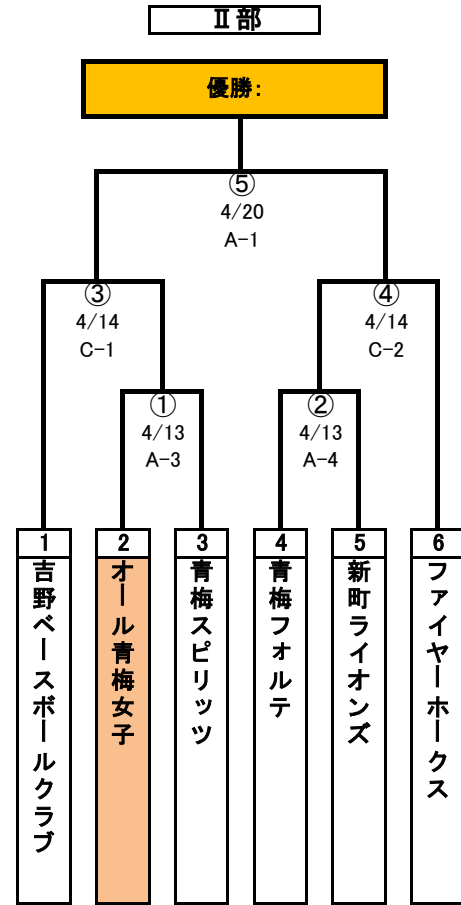 Ⅱ部
優勝:
⑤
4/20
A-1
③
4/14
C-1
④
4/14
C-2
①
4/13
A-3
②
4/13
A-4
1
吉野ベースボールクラブ
2
オール青梅女子
3
青梅スピリッツ
4
青梅フォルテ
5
新町ライオンズ
6
ファイヤーホークス